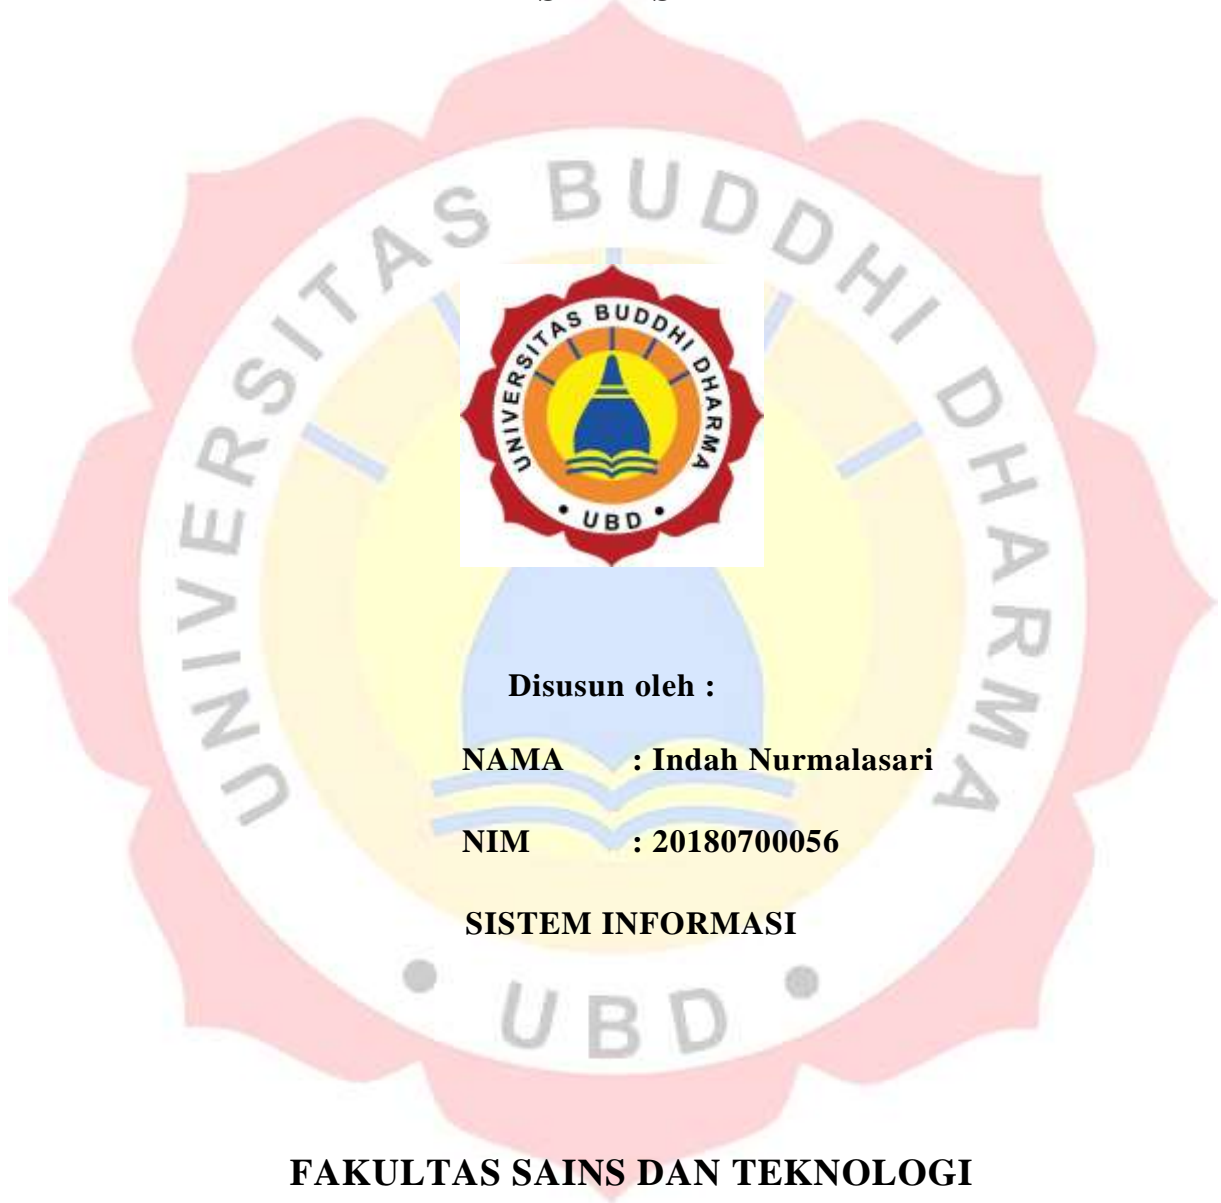 UNIVERSITAS BUDDHI DHARMA
• UBD •
UNIVERSITAS BUDDHI DHARMA
• UBD •
Disusun oleh :
NAMA : Indah Nurmalasari
NIM : 20180700056
SISTEM INFORMASI
FAKULTAS SAINS DAN TEKNOLOGI